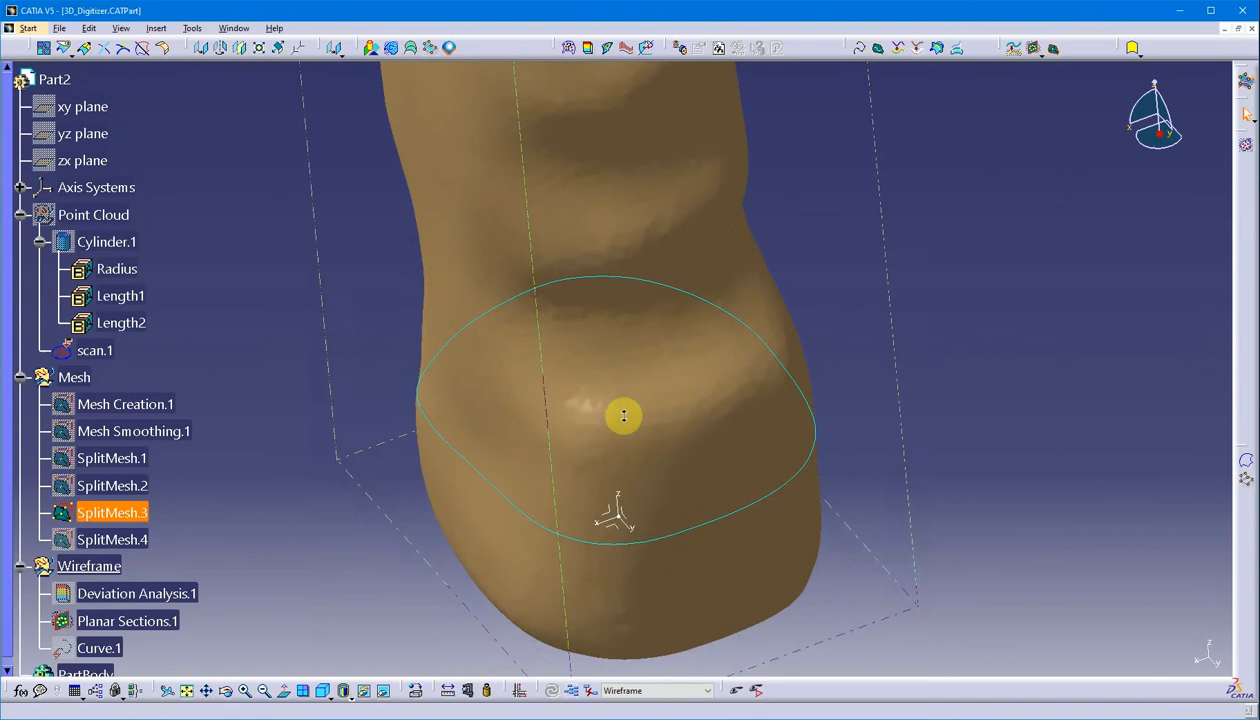 CATIA V5 - [3D_Digitizer.CATPart]
Start File Edit View Insert Tools Window Help
Part2
xy plane
yz plane
zx plane
Axis Systems
Point Cloud
Cylinder.1
Radius
Length1
Length2
scan.1
Mesh
Mesh Creation.1
Mesh Smoothing.1
SplitMesh.1
SplitMesh.2
SplitMesh.3
SplitMesh.4
Wireframe
Deviation Analysis.1
Planar Sections.1
Curve.1
PartBody
z
x
y
z
x
y
z
x
y
f(x)
Wireframe
CATIA